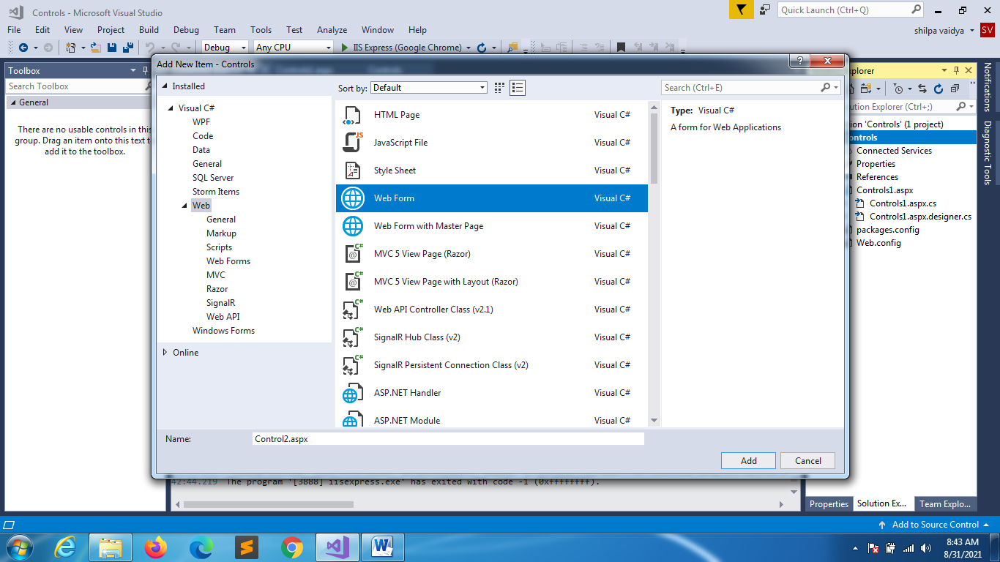 Controls - Microsoft Visual Studio
Quick Launch (Ctrl+Q)
File Edit View Project Build Debug Team Tools Test Analyze Window Help
shilpa vaidya SV
Debug Any CPU IIS Express (Google Chrome)
Toolbox
Search Toolbox
General
There are no usable controls in this
group. Drag an item onto this text t
add it to the toolbox.
Add New Item - Controls
Installed
Visual C#
WPF
Code
Data
General
SQL Server
Storm Items
Web
General
Markup
Scripts
Web Forms
MVC
Razor
SignalR
Web API
Windows Forms
Online
Sort by: Default
Search (Ctrl+E)
HTML Page Visual C#
JavaScript File Visual C#
Style Sheet Visual C#
Web Form Visual C#
Web Form with Master Page Visual C#
MVC 5 View Page (Razor) Visual C#
MVC 5 View Page with Layout (Razor) Visual C#
Web API Controller Class (v2.1) Visual C#
SignalR Hub Class (v2) Visual C#
SignalR Persistent Connection Class (v2) Visual C#
ASP.NET Handler Visual C#
ASP.NET Module Visual C#
Type: Visual C#
A form for Web Applications
Name: Control2.aspx
Add Cancel
xplorer
ution Explorer (Ctrl+;)
ion 'Controls' (1 project)
ontrols
Connected Services
Properties
References
Controls1.aspx
Controls1.aspx.cs
Controls1.aspx.designer.cs
packages.config
Web.config
Notifications
Diagnostic Tools
42:44.219 The program '[3888] iisexpress.exe' has exited with code -1 (0xffffffff).
Properties Solution Ex... Team Explo...
Add to Source Control
8:43 AM
8/31/2021